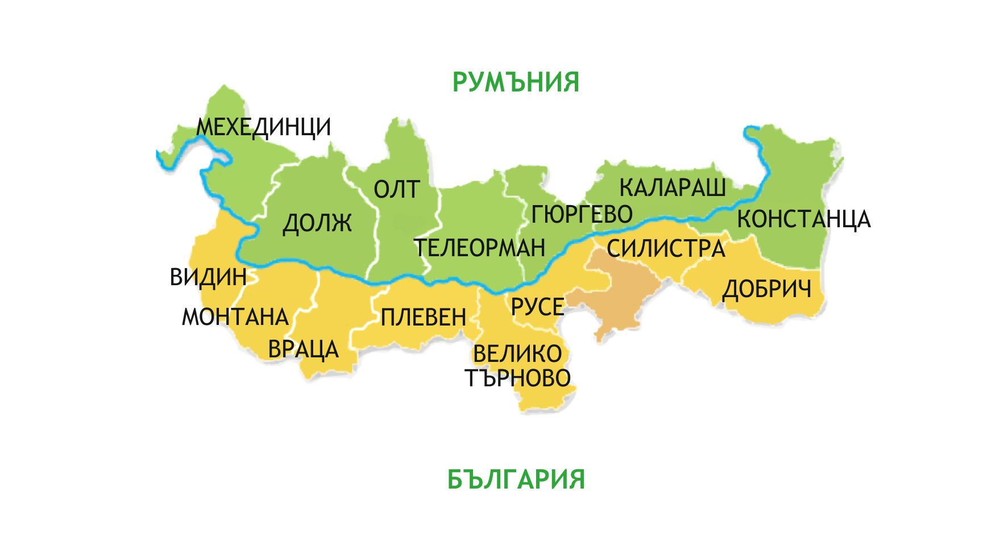 РУМЪНИЯ
МЕХЕДИНЦИ
ОЛТ
КАЛАРАШ
ДОЛЖ
ГЮРГЕВО
КОНСТАНЦА
ТЕЛЕОРМАН
СИЛИСТРА
ВИДИН
ДОБРИЧ
РУСЕ
МОНТАНА
ПЛЕВЕН
ВРАЦА
ВЕЛИКО
ТЪРНОВО
БЪЛГАРИЯ